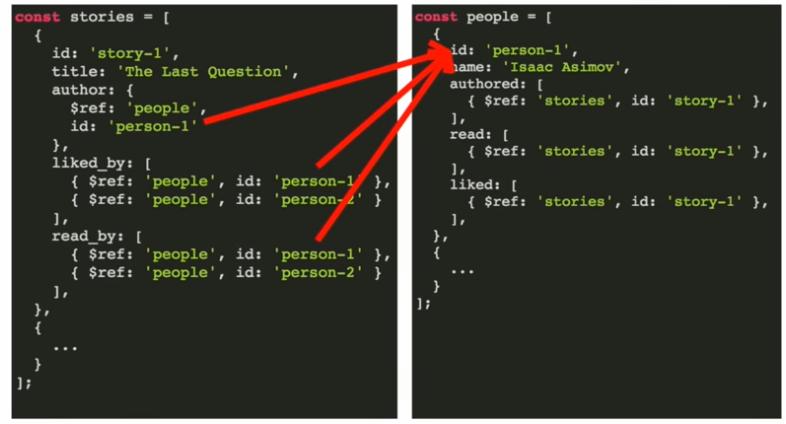 const stories = [
{
id: 'story-1',
title: 'The Last Question',
author: {
$ref: 'people',
id: 'person-1'
},
liked_by: [
{ $ref: 'people', id: 'person-1' },
{ $ref: 'people', id: 'person-2' }
],
read_by: [
{ $ref: 'people', id: 'person-1' },
{ $ref: 'people', id: 'person-2' }
],
},
{
...
}
];
const people = [
{
id: 'person-1',
name: 'Isaac Asimov',
authored: [
{ $ref: 'stories', id: 'story-1' },
],
read: [
{ $ref: 'stories', id: 'story-1' },
],
liked: [
{ $ref: 'stories', id: 'story-1' },
],
},
{
...
}
];